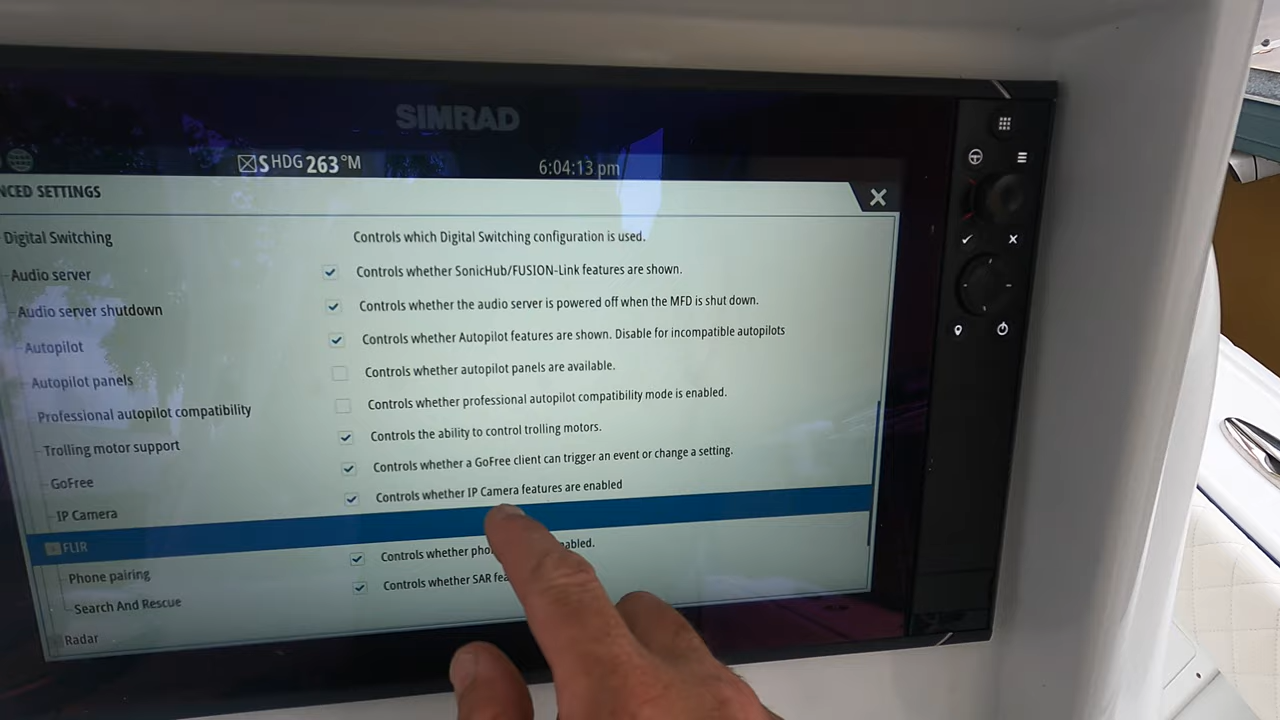 SIMRAD
S HDG 263 °M
6:04:13 pm
NCED SETTINGS
Digital Switching Controls which Digital Switching configuration is used.
Audio server Controls whether SonicHub/FUSION-Link features are shown.
Audio server shutdown Controls whether the audio server is powered off when the MFD is shut down.
Autopilot Controls whether Autopilot features are shown. Disable for incompatible autopilots
Autopilot panels Controls whether autopilot panels are available.
Professional autopilot compatibility Controls whether professional autopilot compatibility mode is enabled.
Trolling motor support Controls the ability to control trolling motors.
GoFree Controls whether a GoFree client can trigger an event or change a setting.
IP Camera Controls whether IP Camera features are enabled
FLIR
Phone pairing Controls whether pho abled.
Search And Rescue Controls whether SAR fea
Radar